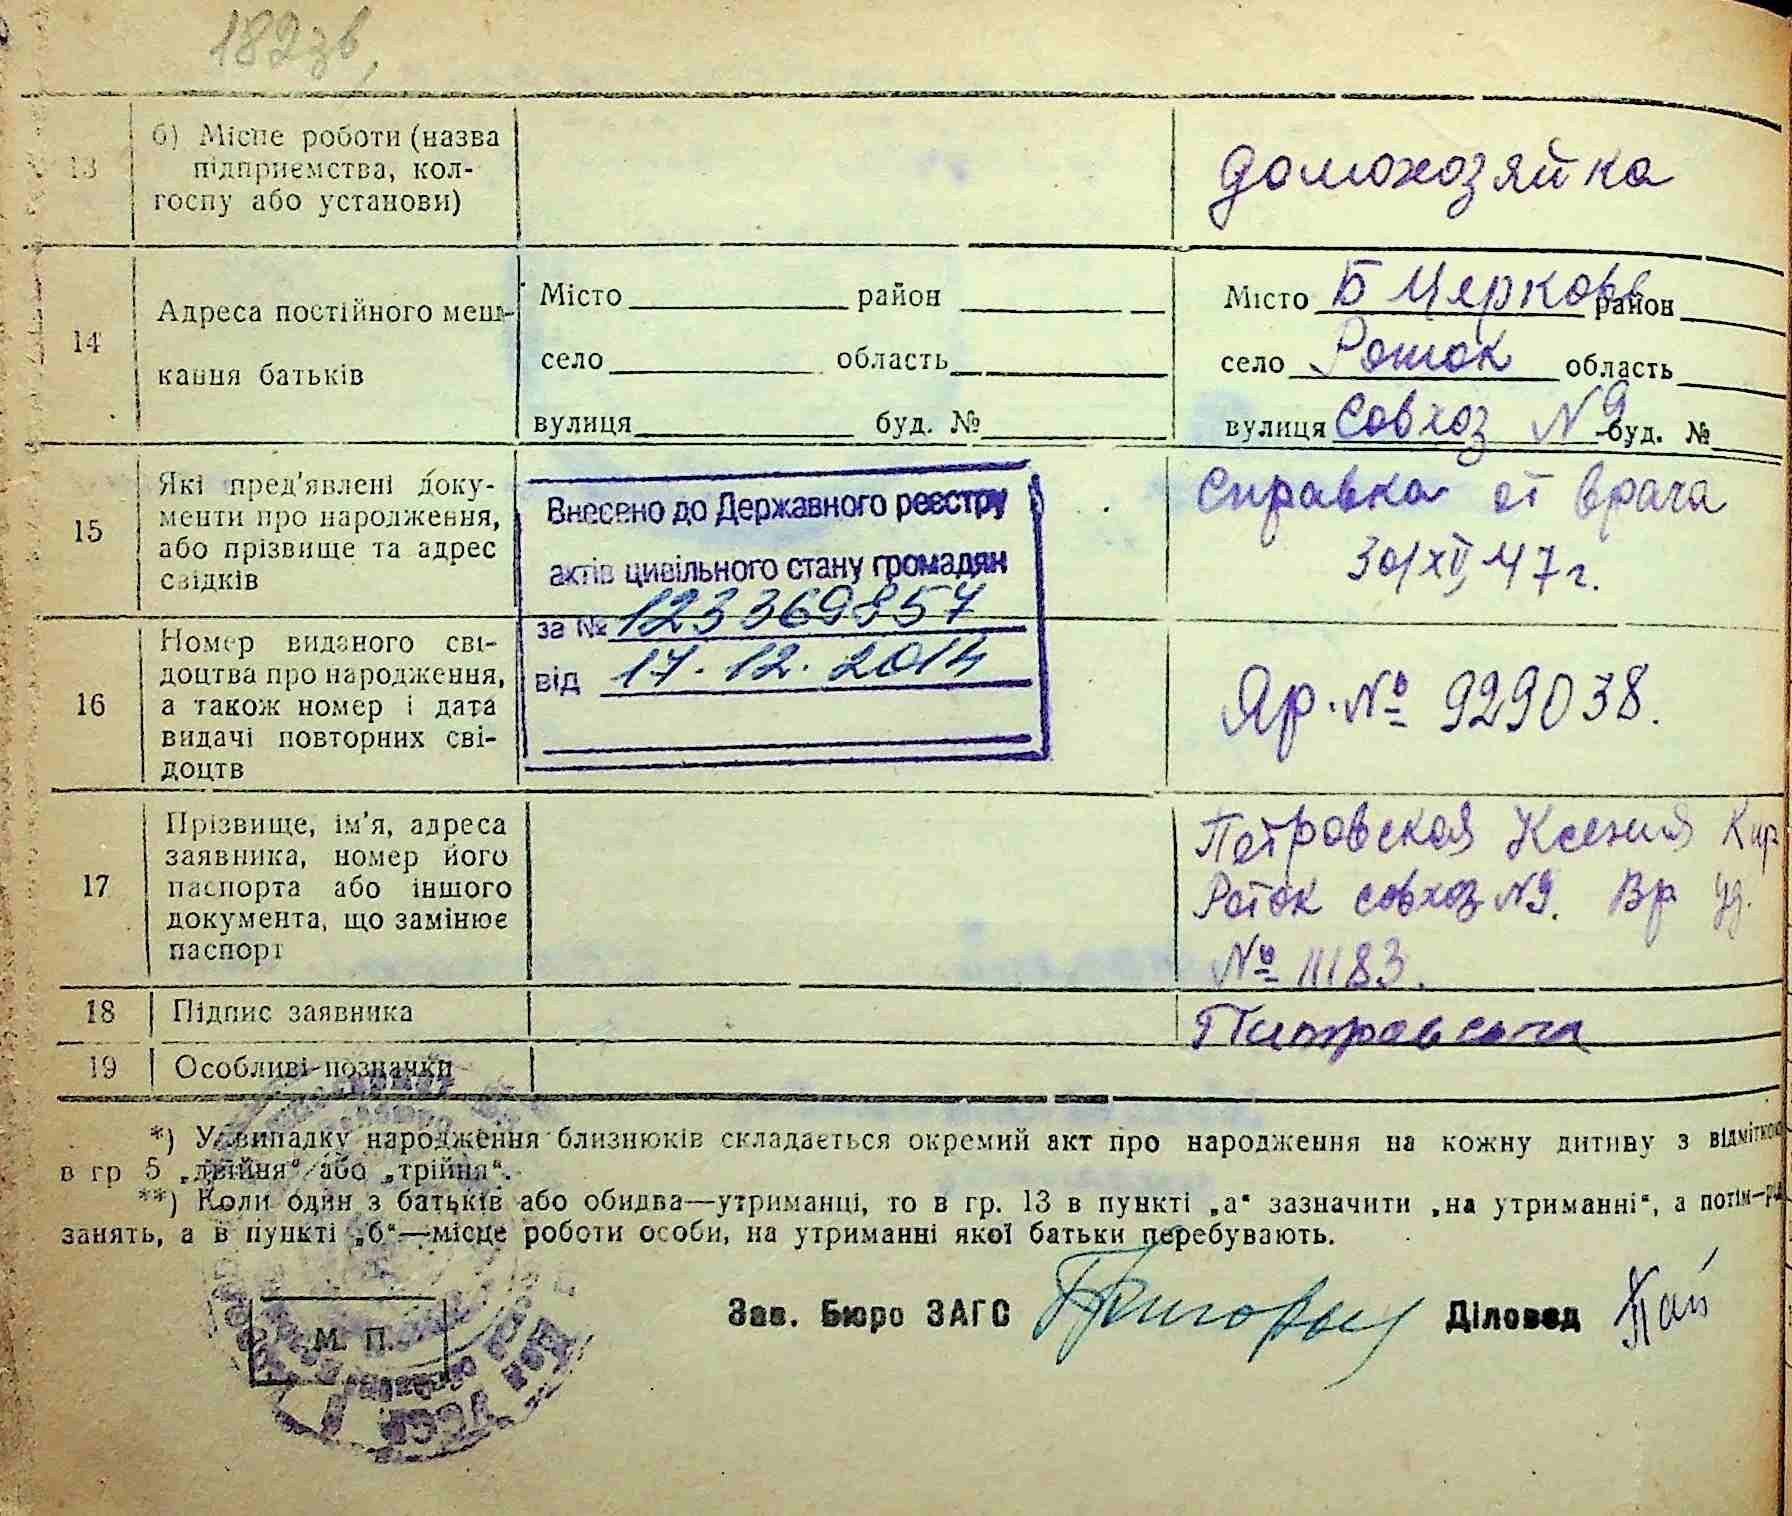 182зв
13
б) Місце роботи (назва
підприємства, кол-
госпу або установи)
домохозяйка
14
Адреса постійного меш-
кання батьків
Місто район
село область
вулиця буд. №
Місто Б Церковь район
село Роток область
вулиця Совхоз N 9 буд. №
15
Які пред'явлені доку-
менти про народження,
або прізвище та адрес
свідків
Внесено до Державного реєстру
актів цивільного стану громадян
за № 123369857
від 17.12.2014
Справка от врача
47 г.
16
Номер виданого сві-
доцтва про народження,
а також номер і дата
видачі повторних сві-
доцтв
Яр. № 929038.
17
Прізвище, ім'я, адреса
заявника, номер його
паспорта або іншого
документа, що замінює
паспорт
Петровская Ксения Кир
Роток совхоз N9. Вр уд.
№ 11183.
18
Підпис заявника
19
Особливі позначки
*) У випадку народження близнюків складається окремий акт про народження на кожну дитину з відміткою
в гр 5 „двійня“ або „трійня“.
**) Коли один з батьків або обидва—утриманці, то в гр. 13 в пункті „а“ зазначити „на утриманні“, а потім—рід
занять, а в пункті „б“—місце роботи особи, на утриманні якої батьки перебувають.
М. П.
УССР
Зав. Бюро ЗАГС
Діловод